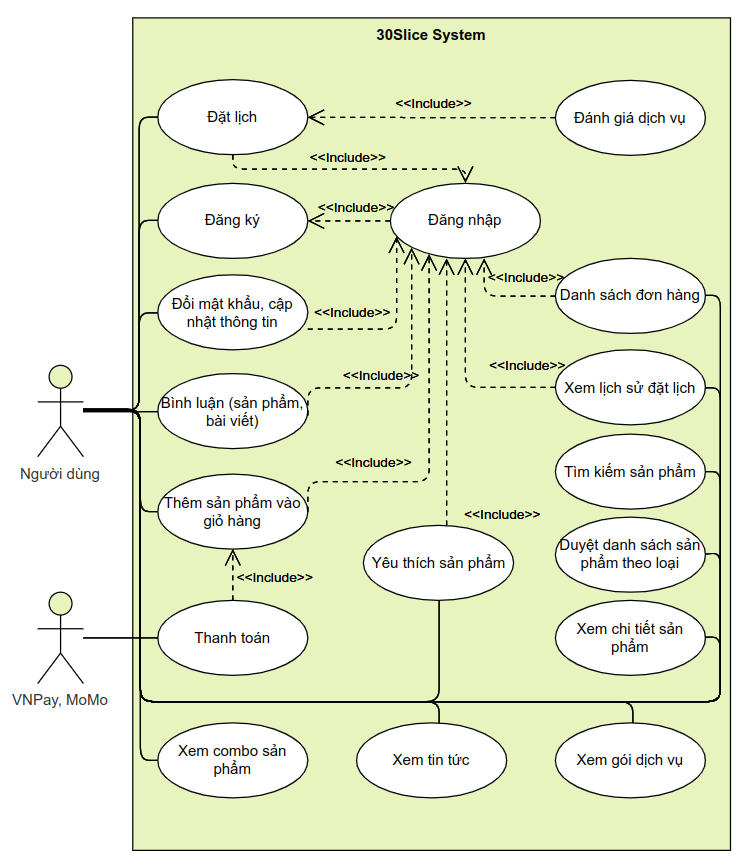 30Slice System
Đặt lịch
<<Include>>
Đánh giá dịch vụ
<<Include>>
Đăng ký
<<Include>>
Đăng nhập
Đổi mật khẩu, cập
nhật thông tin
<<Include>>
<<Include>>
Danh sách đơn hàng
<<Include>>
<<Include>>
Xem lịch sử đặt lịch
Bình luận (sản phẩm,
bài viết)
Người dùng
<<Include>>
Tìm kiếm sản phẩm
Thêm sản phẩm vào
giỏ hàng
<<Include>>
Duyệt danh sách sản
phẩm theo loại
Yêu thích sản phẩm
<<Include>>
Thanh toán
Xem chi tiết sản
phẩm
VNPay, MoMo
Xem combo sản
phẩm
Xem tin tức
Xem gói dịch vụ